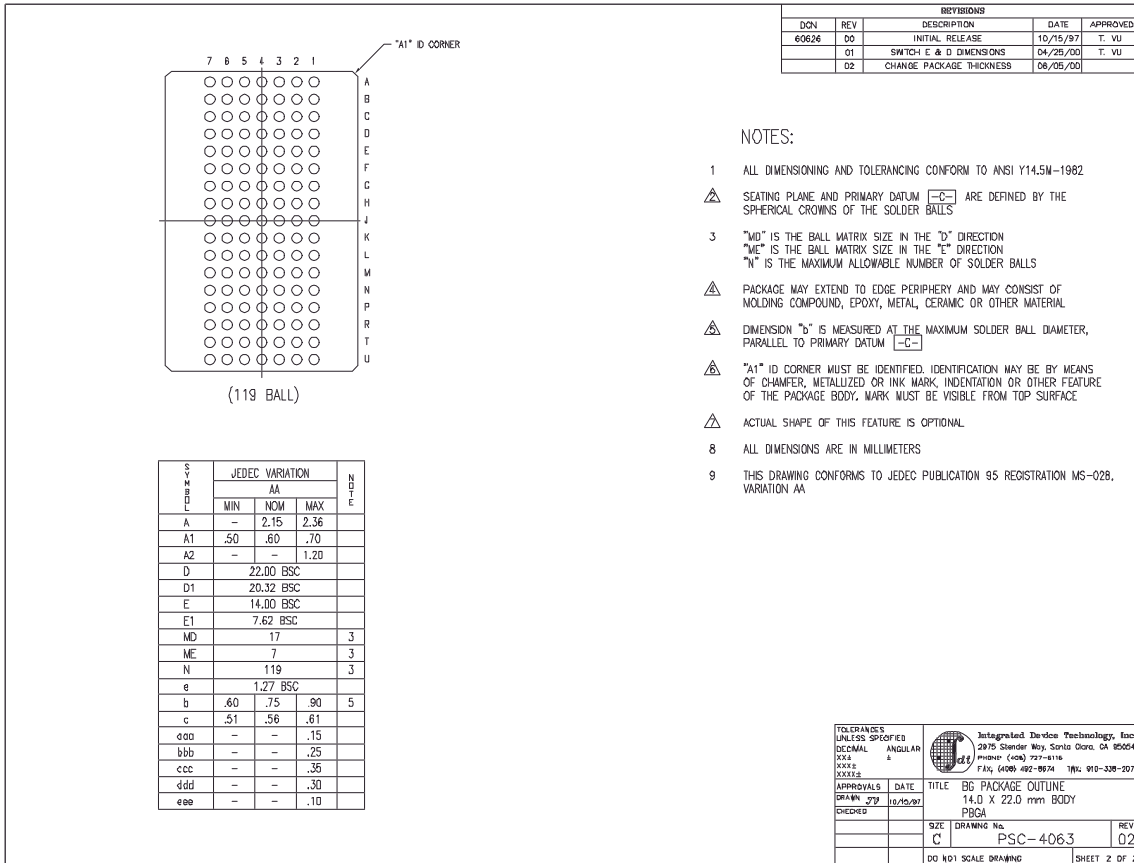 REVISIONS
DCN REV DESCRIPTION DATE APPROVED
60626 00 INITIAL RELEASE 10/15/97 T. VU
01 SWITCH E & D DIMENSIONS 04/25/00 T. VU
02 CHANGE PACKAGE THICKNESS 06/05/00
"A1" ID CORNER
7 6 5 4 3 2 1
A
B
C
D
E
F
G
H
J
K
L
M
N
P
R
T
U
(119 BALL)
NOTES:
1 ALL DIMENSIONING AND TOLERANCING CONFORM TO ANSI Y14.5M-1982
2 SEATING PLANE AND PRIMARY DATUM -C- ARE DEFINED BY THE
SPHERICAL CROWNS OF THE SOLDER BALLS
3 "MD" IS THE BALL MATRIX SIZE IN THE "D" DIRECTION
"ME" IS THE BALL MATRIX SIZE IN THE "E" DIRECTION
"N" IS THE MAXIMUM ALLOWABLE NUMBER OF SOLDER BALLS
4 PACKAGE MAY EXTEND TO EDGE PERIPHERY AND MAY CONSIST OF
MOLDING COMPOUND, EPOXY, METAL, CERAMIC OR OTHER MATERIAL
5 DIMENSION "b" IS MEASURED AT THE MAXIMUM SOLDER BALL DIAMETER,
PARALLEL TO PRIMARY DATUM -C-
6 "A1" ID CORNER MUST BE IDENTIFIED. IDENTIFICATION MAY BE BY MEANS
OF CHAMFER, METALLIZED OR INK MARK, INDENTATION OR OTHER FEATURE
OF THE PACKAGE BODY. MARK MUST BE VISIBLE FROM TOP SURFACE
7 ACTUAL SHAPE OF THIS FEATURE IS OPTIONAL
8 ALL DIMENSIONS ARE IN MILLIMETERS
9 THIS DRAWING CONFORMS TO JEDEC PUBLICATION 95 REGISTRATION MS-028,
VARIATION AA
SYMBOL JEDEC VARIATION NOTE
AA
MIN NOM MAX
A - 2.15 2.36
A1 .50 .60 .70
A2 - - 1.20
D 22.00 BSC
D1 20.32 BSC
E 14.00 BSC
E1 7.62 BSC
MD 17 3
ME 7 3
N 119 3
e 1.27 BSC
b .60 .75 .90 5
c .51 .56 .61
aaa - - .15
bbb - - .25
ccc - - .35
ddd - - .30
eee - - .10
TOLERANCES
UNLESS SPECIFIED
DECIMAL ANGULAR
XX± ±
XXX±
XXXX±
idt
Integrated Device Technology, Inc
2975 Stender Way, Santa Clara, CA 95054
PHONE: (408) 727-6116
FAX: (408) 492-8674 TWX: 910-338-207
APPROVALS DATE
DRAWN 10/15/97
CHECKED
TITLE BG PACKAGE OUTLINE
14.0 X 22.0 mm BODY
PBGA
SIZE DRAWING No. REV
C PSC-4063 02
DO NOT SCALE DRAWING SHEET 2 OF